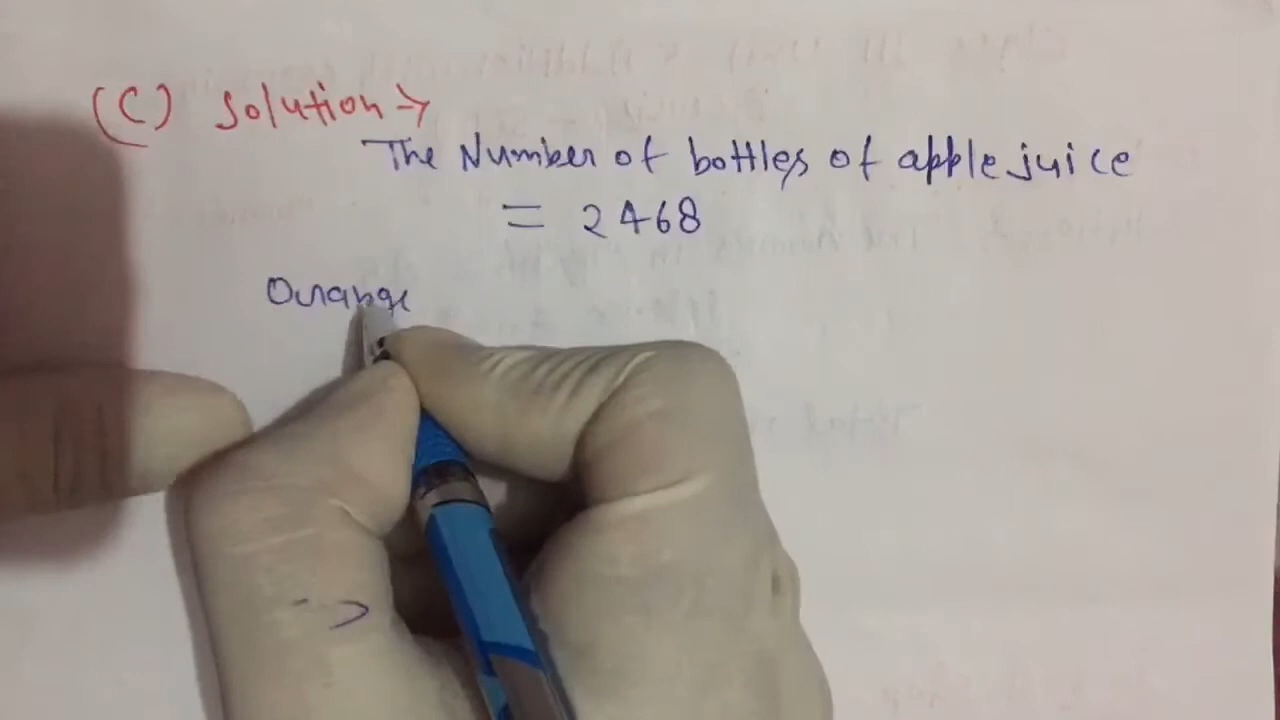 (C) Solution →
The Number of bottles of apple juice
= 2468
Orange